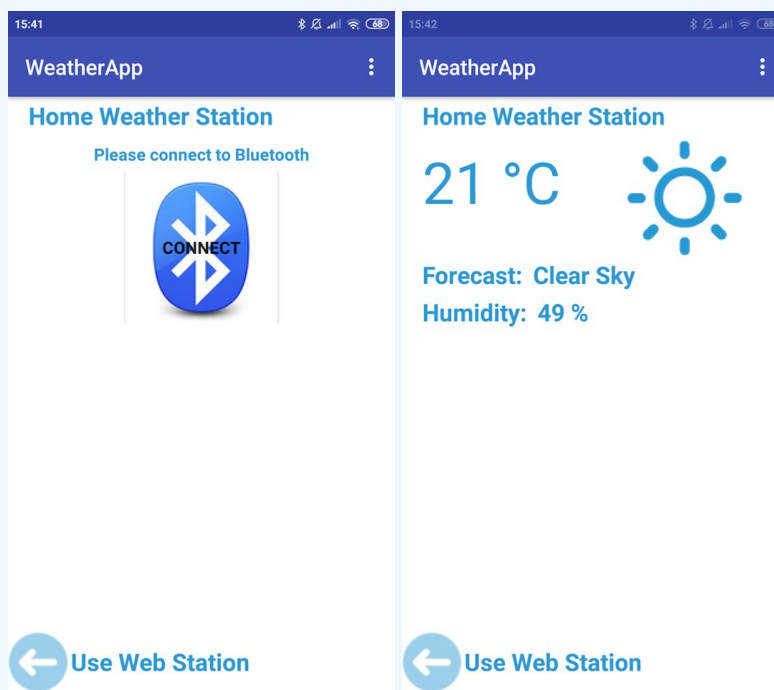 15:41
68
WeatherApp
Home Weather Station
Please connect to Bluetooth
CONNECT
Use Web Station
15:42
68
WeatherApp
Home Weather Station
21 °C
Forecast: Clear Sky
Humidity: 49 %
Use Web Station